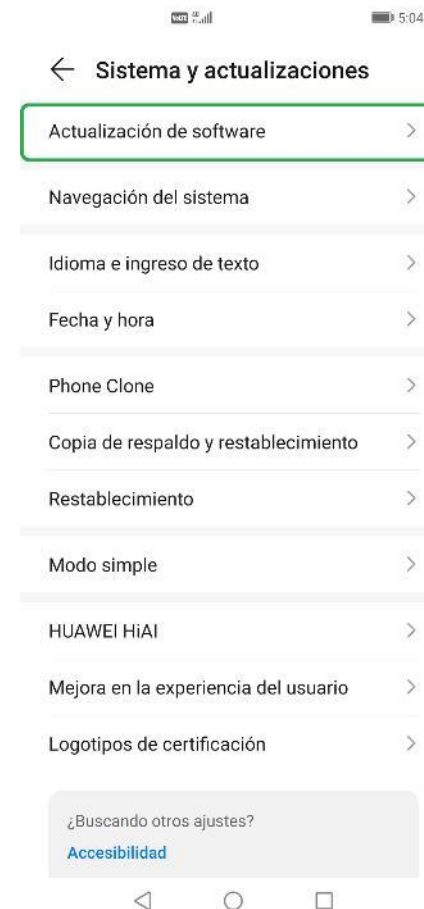 VoLTE 5:04
Sistema y actualizaciones
Actualización de software
Navegación del sistema
Idioma e ingreso de texto
Fecha y hora
Phone Clone
Copia de respaldo y restablecimiento
Restablecimiento
Modo simple
HUAWEI HiAI
Mejora en la experiencia del usuario
Logotipos de certificación
¿Buscando otros ajustes?
Accesibilidad